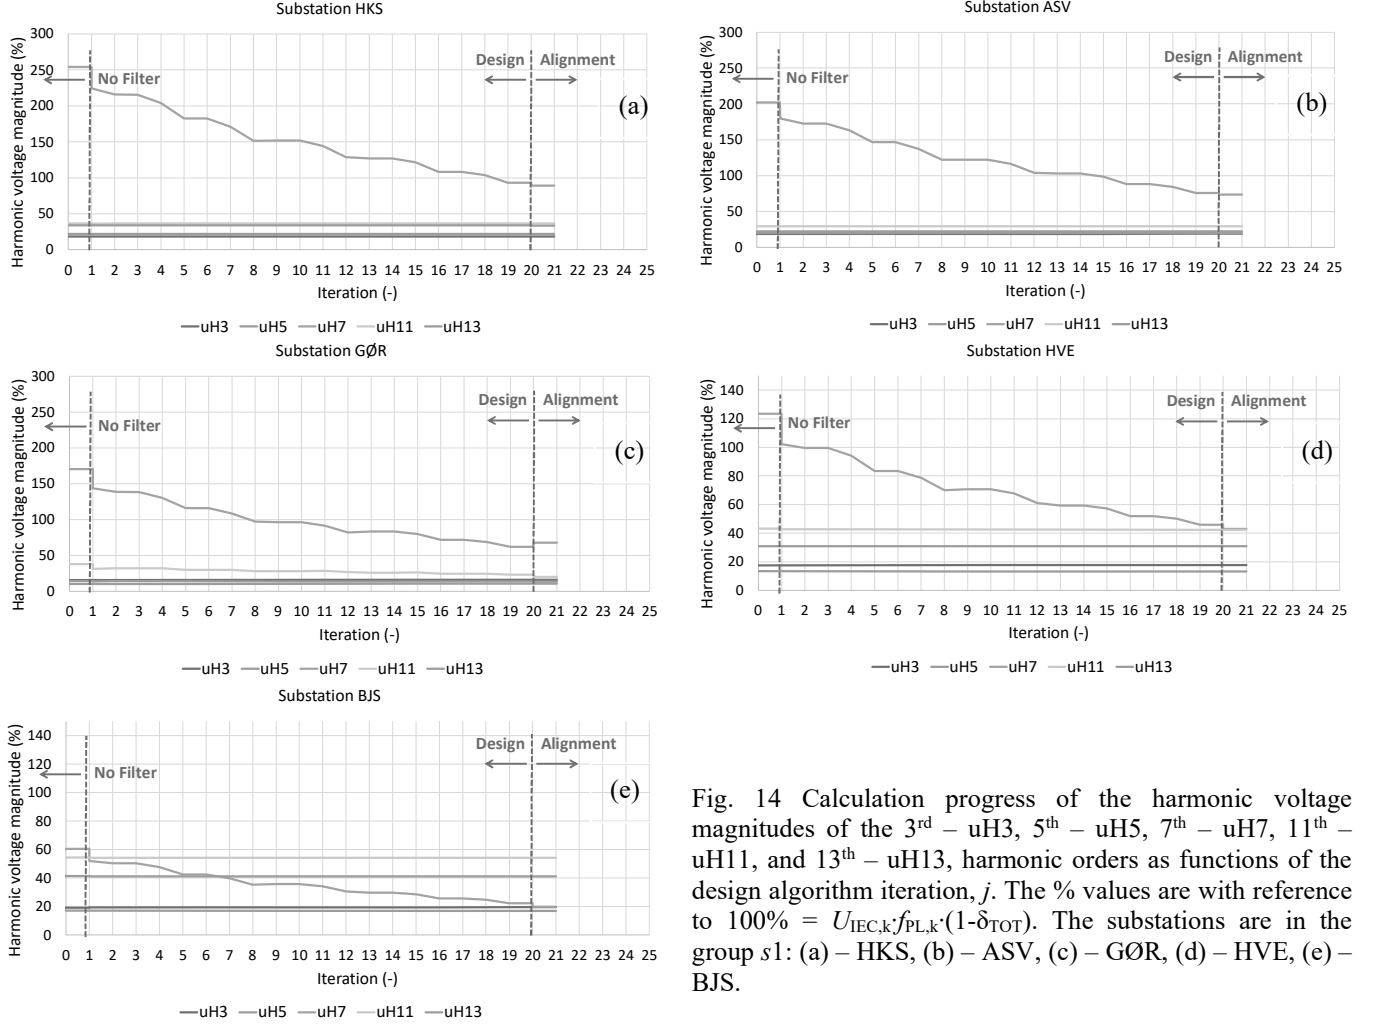 Substation HKS
Harmonic voltage magnitude (%)
300
250
200
150
100
50
0
No Filter
Design
Alignment
(a)
0 1 2 3 4 5 6 7 8 9 10 11 12 13 14 15 16 17 18 19 20 21 22 23 24 25
Iteration (-)
uH3 uH5 uH7 uH11 uH13
Substation ASV
Harmonic voltage magnitude (%)
300
250
200
150
100
50
0
No Filter
Design
Alignment
(b)
0 1 2 3 4 5 6 7 8 9 10 11 12 13 14 15 16 17 18 19 20 21 22 23 24 25
Iteration (-)
uH3 uH5 uH7 uH11 uH13
Substation GØR
Harmonic voltage magnitude (%)
300
250
200
150
100
50
0
No Filter
Design
Alignment
(c)
0 1 2 3 4 5 6 7 8 9 10 11 12 13 14 15 16 17 18 19 20 21 22 23 24 25
Iteration (-)
uH3 uH5 uH7 uH11 uH13
Substation HVE
Harmonic voltage magnitude (%)
140
120
100
80
60
40
20
0
No Filter
Design
Alignment
(d)
0 1 2 3 4 5 6 7 8 9 10 11 12 13 14 15 16 17 18 19 20 21 22 23 24 25
Iteration (-)
uH3 uH5 uH7 uH11 uH13
Substation BJS
Harmonic voltage magnitude (%)
140
120
100
80
60
40
20
0
No Filter
Design
Alignment
(e)
0 1 2 3 4 5 6 7 8 9 10 11 12 13 14 15 16 17 18 19 20 21 22 23 24 25
Iteration (-)
uH3 uH5 uH7 uH11 uH13
Fig. 14 Calculation progress of the harmonic voltage
magnitudes of the 3rd – uH3, 5th – uH5, 7th – uH7, 11th –
uH11, and 13th – uH13, harmonic orders as functions of the
design algorithm iteration, j. The % values are with reference
to 100% = UIEC,k·fPL,k·(1-δTOT). The substations are in the
group s1: (a) – HKS, (b) – ASV, (c) – GØR, (d) – HVE, (e) –
BJS.